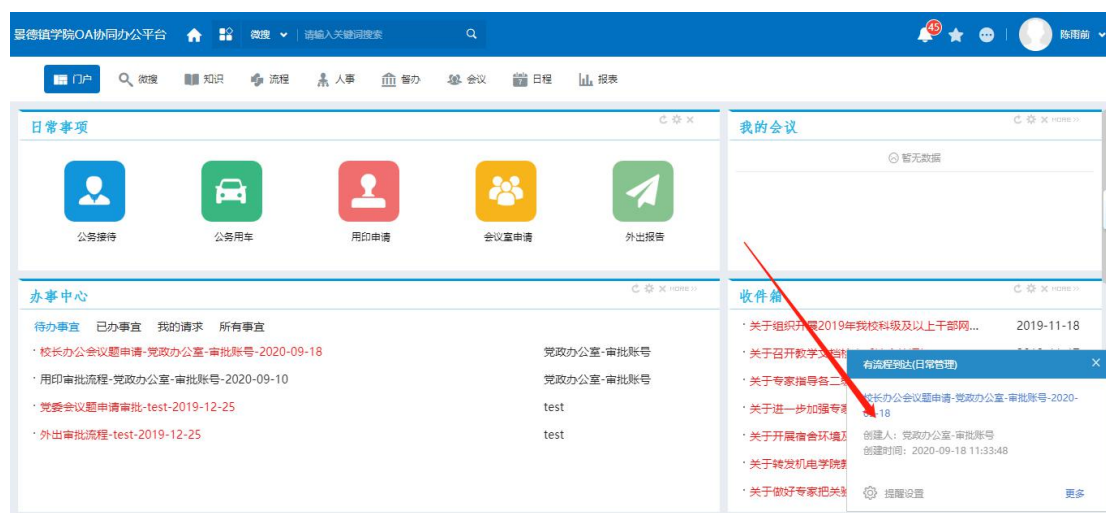 景德镇学院OA协同办公平台 微搜 请输入关键词搜索 45 陈雨前
门户 微搜 知识 流程 人事 督办 会议 7 日程 报表
日常事项
公务接待 公务用车 用印申请 会议室申请 外出报告
我的会议 MORE>>
暂无数据
办事中心 MORE>>
待办事宜 已办事宜 我的请求 所有事宜
校长办公会议题申请-党政办公室-审批账号-2020-09-18 党政办公室-审批账号
用印审批流程-党政办公室-审批账号-2020-09-10 党政办公室-审批账号
党委会议题申请审批-test-2019-12-25 test
外出审批流程-test-2019-12-25 test
收件箱 MORE>>
关于组织开展2019年我校科级及以上干部网... 2019-11-18
关于召开教学文档
关于专家指导各二
关于进一步加强专家
关于开展宿舍环境及
关于转发机电学院
关于做好专家把关
有流程到达(日常管理)
校长办公会议题申请-党政办公室-审批账号-2020-
09-18
创建人：党政办公室-审批账号
创建时间：2020-09-18 11:33:48
提醒设置 更多